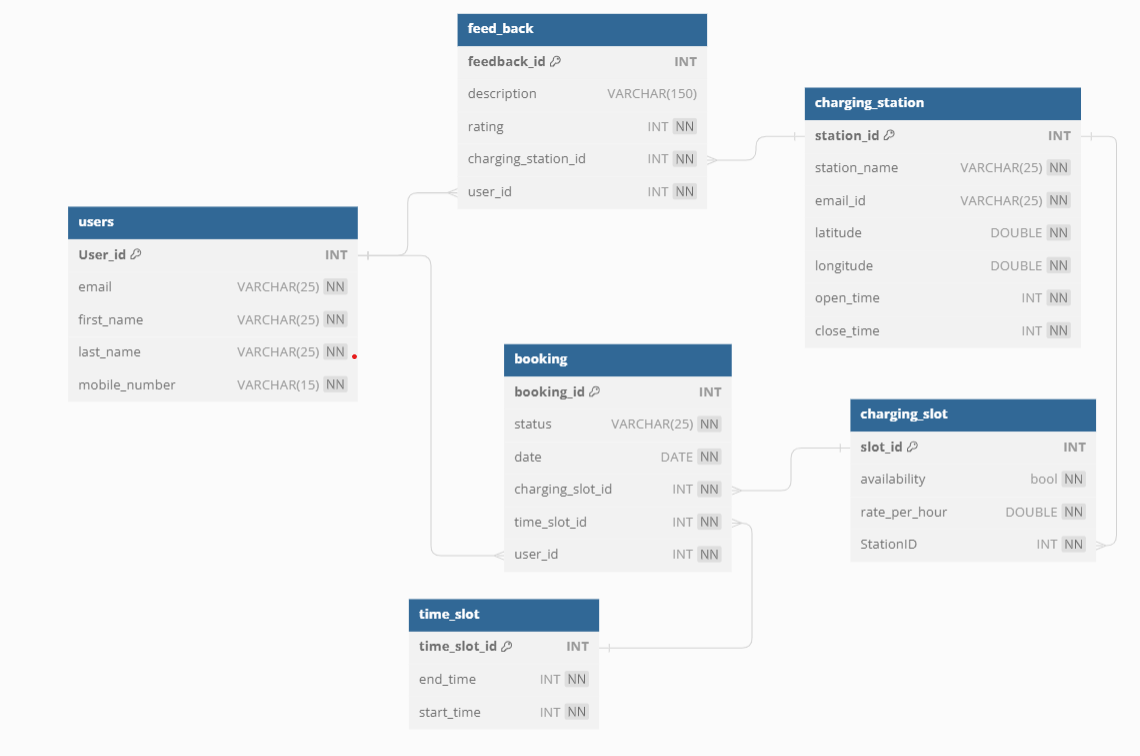 feed_back
feedback_id INT
description VARCHAR(150)
rating INT NN
charging_station_id INT NN
user_id INT NN
charging_station
station_id INT
station_name VARCHAR(25) NN
email_id VARCHAR(25) NN
latitude DOUBLE NN
longitude DOUBLE NN
open_time INT NN
close_time INT NN
users
User_id INT
email VARCHAR(25) NN
first_name VARCHAR(25) NN
last_name VARCHAR(25) NN
mobile_number VARCHAR(15) NN
booking
booking_id INT
status VARCHAR(25) NN
date DATE NN
charging_slot_id INT NN
time_slot_id INT NN
user_id INT NN
charging_slot
slot_id INT
availability bool NN
rate_per_hour DOUBLE NN
StationID INT NN
time_slot
time_slot_id INT
end_time INT NN
start_time INT NN